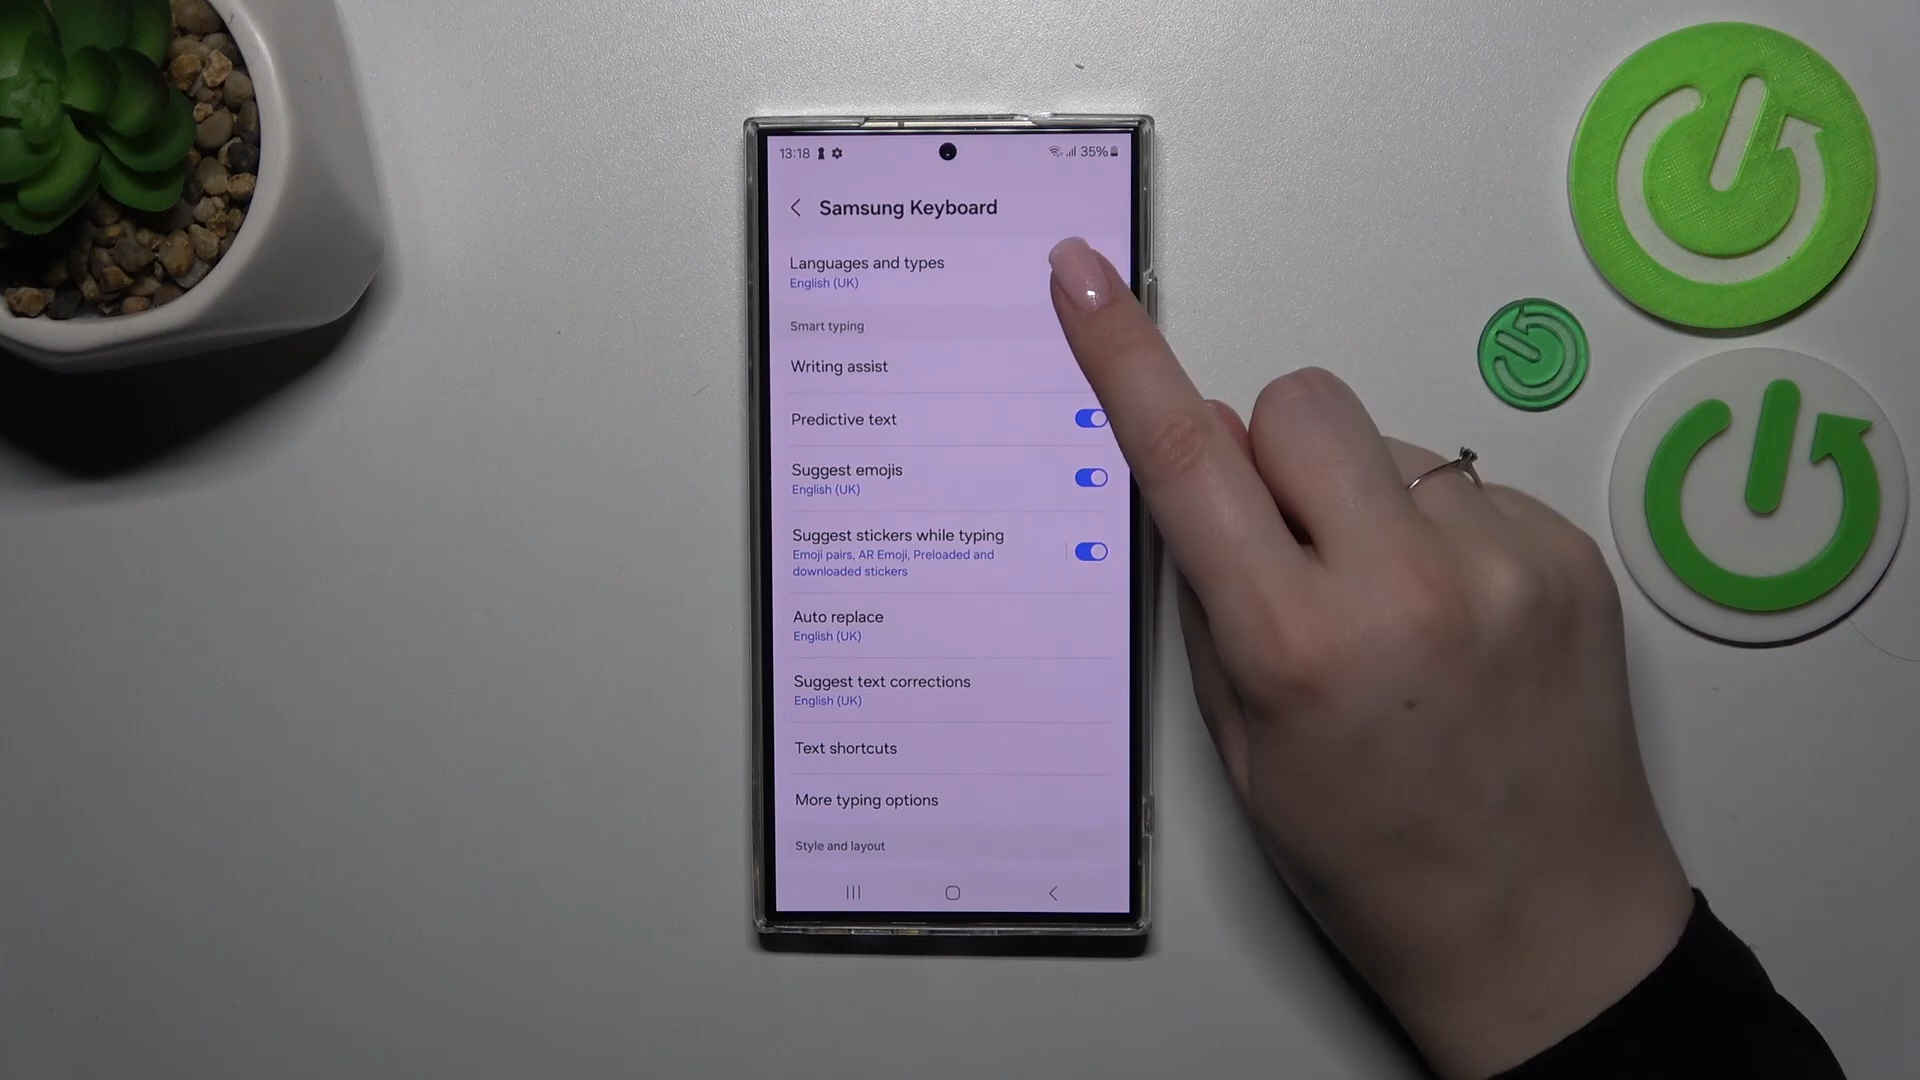 13:18
35%
Samsung Keyboard
Languages and types
English (UK)
Smart typing
Writing assist
Predictive text
Suggest emojis
English (UK)
Suggest stickers while typing
Emoji pairs, AR Emoji, Preloaded and
downloaded stickers
Auto replace
English (UK)
Suggest text corrections
English (UK)
Text shortcuts
More typing options
Style and layout